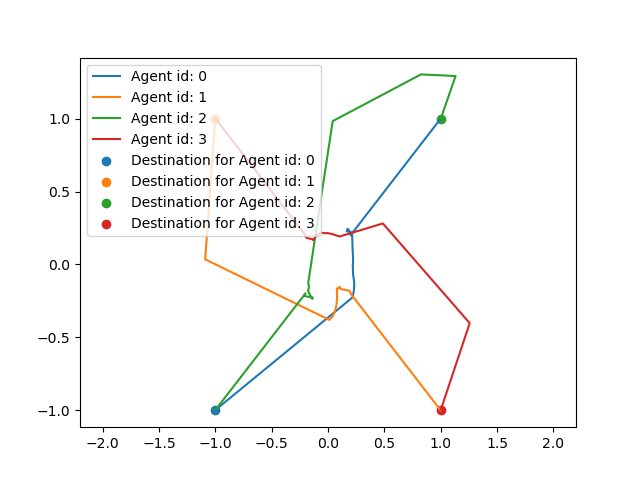 Agent id: 0
Agent id: 1
Agent id: 2
Agent id: 3
Destination for Agent id: 0
Destination for Agent id: 1
Destination for Agent id: 2
Destination for Agent id: 3
1.0
0.5
0.0
−0.5
−1.0
−2.0 −1.5 −1.0 −0.5 0.0 0.5 1.0 1.5 2.0